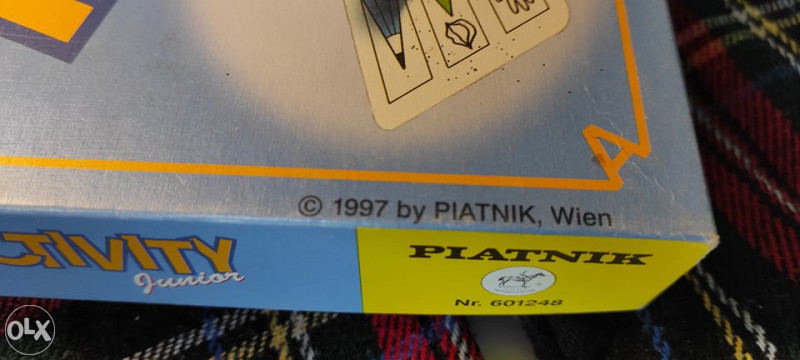 A
© 1997 by PIATNIK, Wien
CTIVITY
Junior
PIATNIK
Nr. 601248
OLX